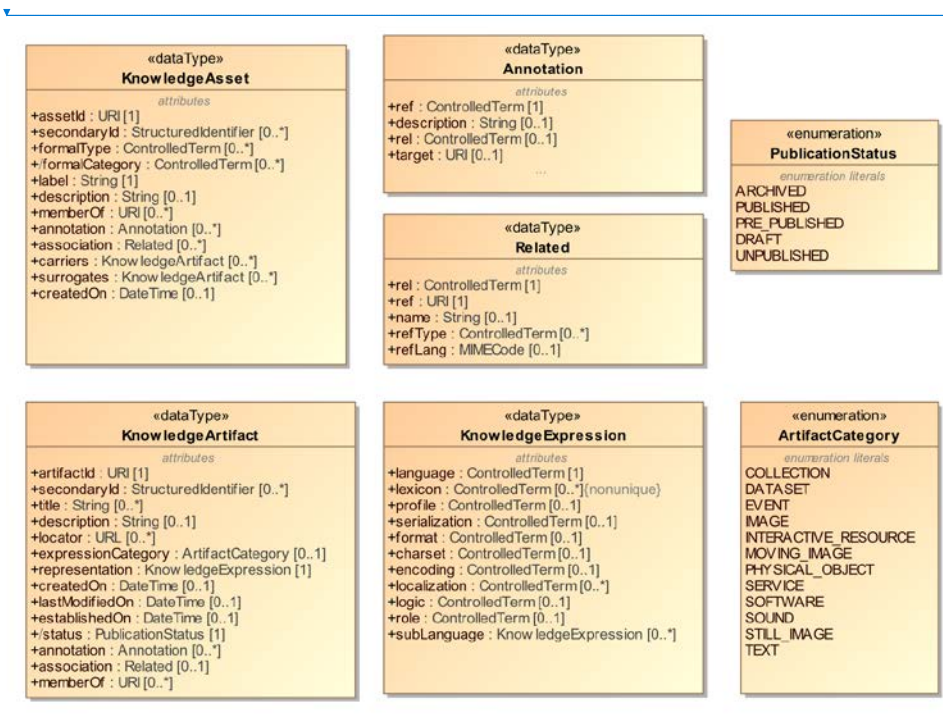 «dataType»
KnowledgeAsset
attributes
+assetId : URI [1]
+secondaryId : StructuredIdentifier [0..*]
+formalType : ControlledTerm [0..*]
+/formalCategory : ControlledTerm [0..*]
+label : String [1]
+description : String [0..1]
+memberOf : URI [0..*]
+annotation : Annotation [0..*]
+association : Related [0..*]
+carriers : KnowledgeArtifact [0..*]
+surrogates : KnowledgeArtifact [0..*]
+createdOn : DateTime [0..1]
«dataType»
Annotation
attributes
+ref : ControlledTerm [1]
+description : String [0..1]
+rel : ControlledTerm [0..1]
+target : URI [0..1]
...
«dataType»
Related
attributes
+rel : ControlledTerm [1]
+ref : URI [1]
+name : String [0..1]
+refType : ControlledTerm [0..*]
+refLang : MIMECode [0..1]
«enumeration»
PublicationStatus
enumeration literals
ARCHIVED
PUBLISHED
PRE_PUBLISHED
DRAFT
UNPUBLISHED
«dataType»
KnowledgeArtifact
attributes
+artifactId : URI [1]
+secondaryId : StructuredIdentifier [0..*]
+title : String [0..*]
+description : String [0..1]
+locator : URL [0..*]
+expressionCategory : ArtifactCategory [0..1]
+representation : KnowledgeExpression [1]
+createdOn : DateTime [0..1]
+lastModifiedOn : DateTime [0..1]
+establishedOn : DateTime [0..1]
+/status : PublicationStatus [1]
+annotation : Annotation [0..*]
+association : Related [0..1]
+memberOf : URI [0..*]
«dataType»
KnowledgeExpression
attributes
+language : ControlledTerm [1]
+lexicon : ControlledTerm [0..*]{nonunique}
+profile : ControlledTerm [0..1]
+serialization : ControlledTerm [0..1]
+format : ControlledTerm [0..1]
+charset : ControlledTerm [0..1]
+encoding : ControlledTerm [0..1]
+localization : ControlledTerm [0..*]
+logic : ControlledTerm [0..1]
+role : ControlledTerm [0..1]
+subLanguage : KnowledgeExpression [0..*]
«enumeration»
ArtifactCategory
enumeration literals
COLLECTION
DATASET
EVENT
IMAGE
INTERACTIVE_RESOURCE
MOVING_IMAGE
PHYSICAL_OBJECT
SERVICE
SOFTWARE
SOUND
STILL_IMAGE
TEXT